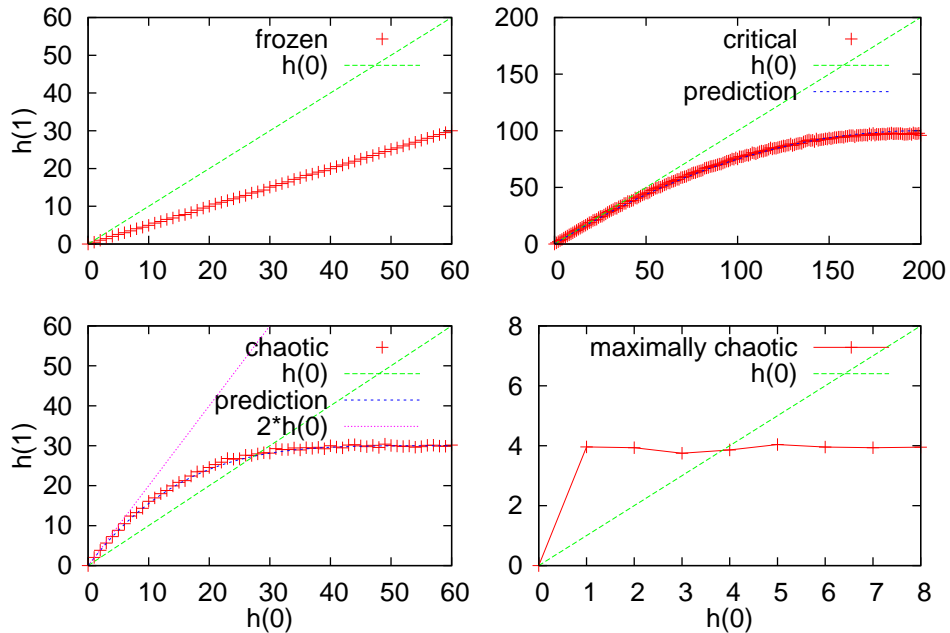 60
50
40
30
20
10
0
h(1)
frozen
h(0)
0 10 20 30 40 50 60
200
150
100
50
0
critical
h(0)
prediction
0 50 100 150 200
60
50
40
30
20
10
0
h(1)
chaotic
h(0)
prediction
2*h(0)
0 10 20 30 40 50 60
h(0)
8
6
4
2
0
maximally chaotic
h(0)
0 1 2 3 4 5 6 7 8
h(0)